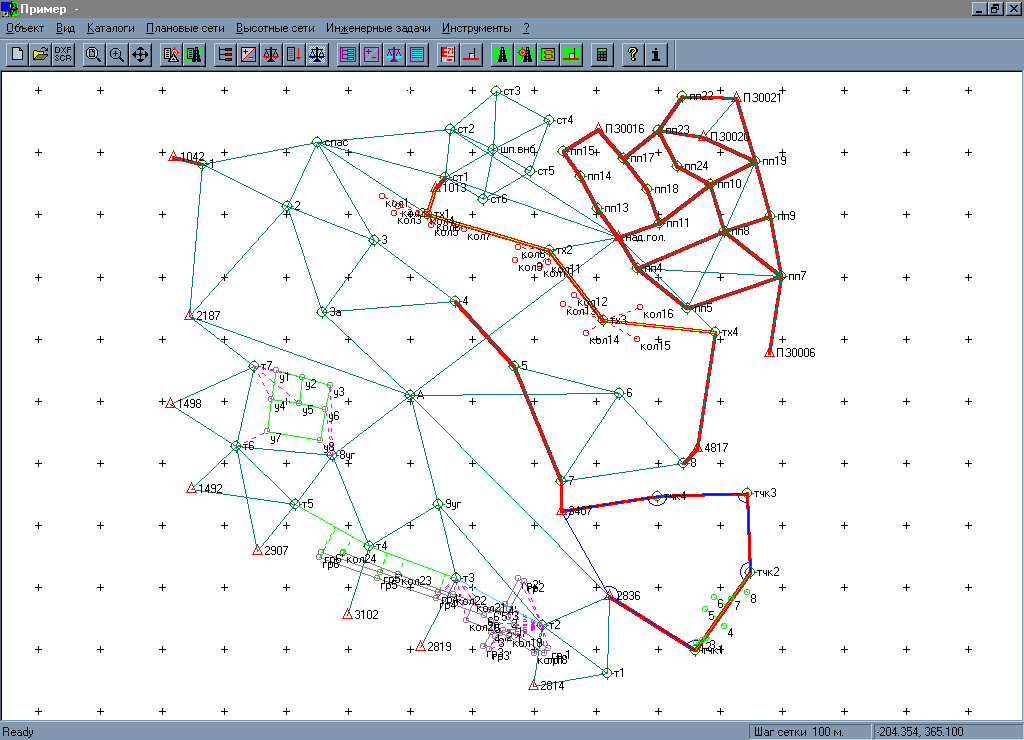 Пример -
Объект Вид Каталоги Плановые сети Высотные сети Инженерные задачи Инструменты ?
DXF SCR
ст3
пп22
П30021
ст4
ст2
П30016
пп23
П30020
спас
шп.внб
пп15
пп17
1042
1
пп19
ст5
пп24
ст1
пп14
пп10
1013
пп18
ст6
кол1
2
пп13
кол3
тх1
пп9
пп11
кол5
кол7
пп8
3
над.гол.
тх2
кол8
кол9
кол11
пп4
пп7
4
кол12
пп5
2187
3а
кол13
кол16
тх3
тх4
кол14
кол15
П30006
т7
5
у1
у2
у3
А
6
1498
у4
у5
у6
у7
т6
у8
8уг
4817
8
7
1492
тчк4
тчк3
т5
9уг
3407
т4
2907
гр6
кол24
тчк2
гр5
кол23
т3
гр2
2836
8
гр4
кол22
6
7
3102
кол21
5
т2
4
2819
кол19
гр3'
гр1
тчк1
т1
2814
Ready
Шаг сетки 100 м.
-204.354, 365.100